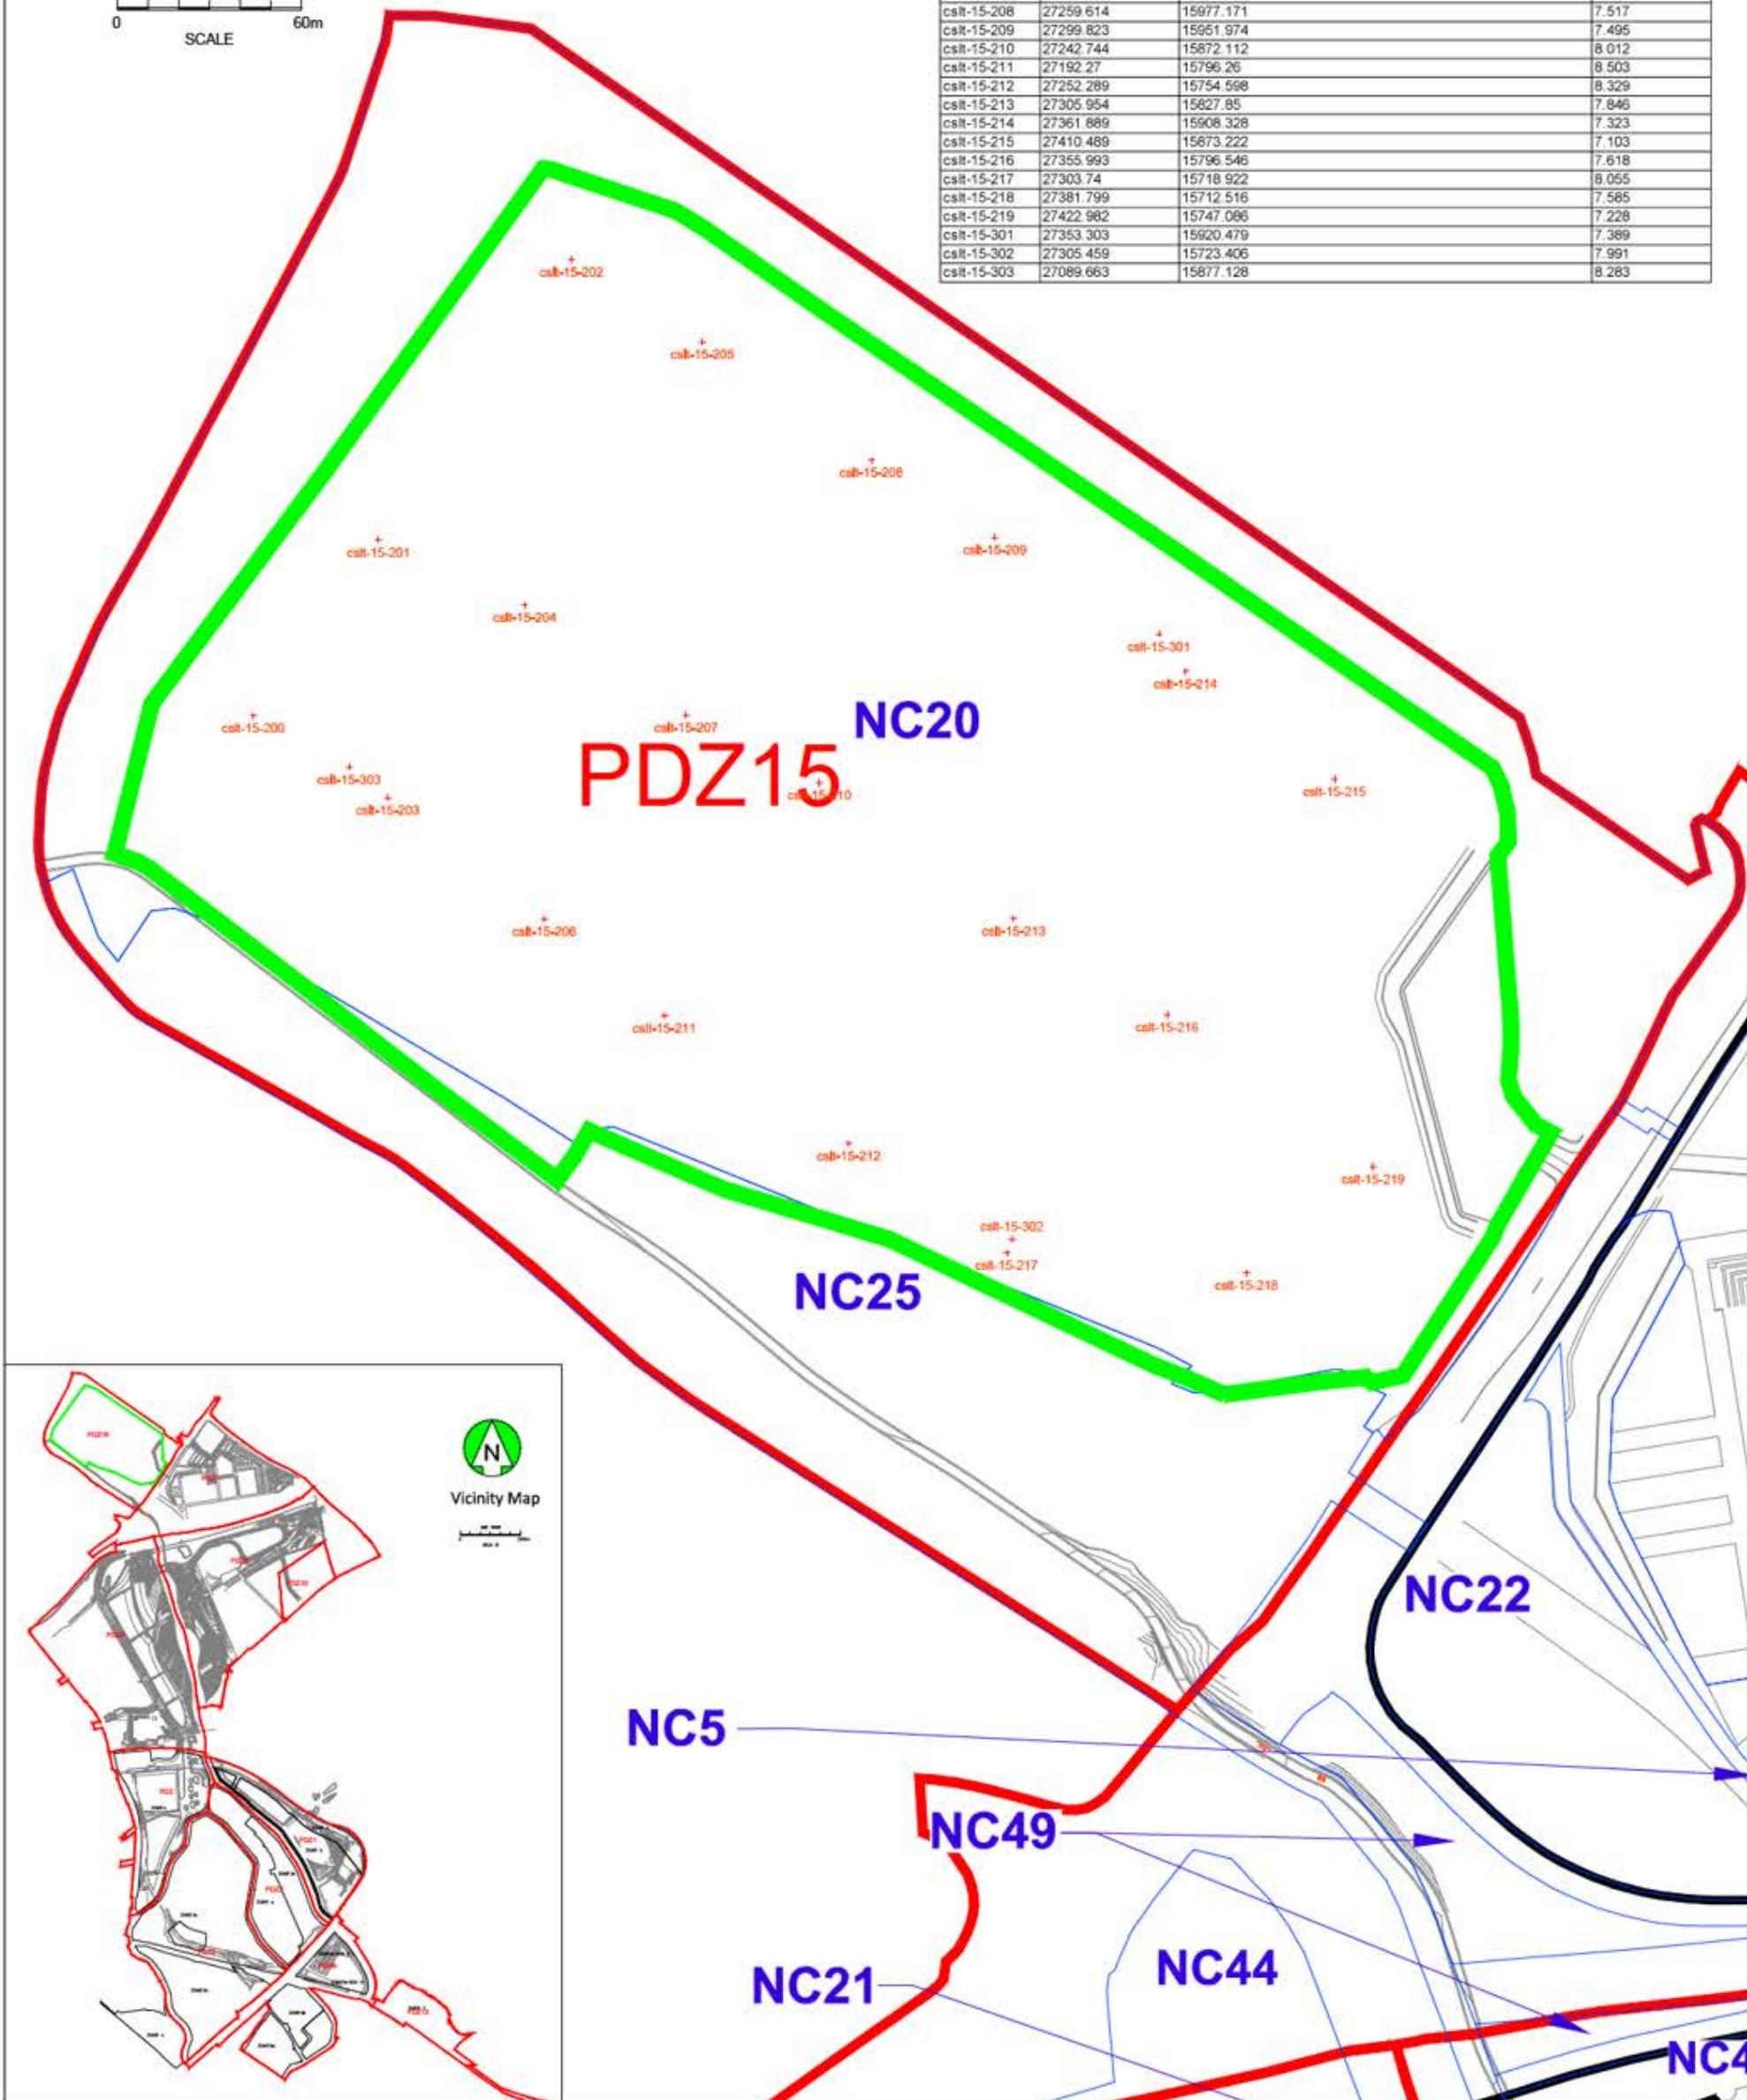 0 60m
SCALE
cslt-15-208 27259.614 15977.171 7.517
cslt-15-209 27299.823 15951.974 7.495
cslt-15-210 27242.744 15872.112 8.012
cslt-15-211 27192.27 15796.26 8.503
cslt-15-212 27252.289 15754.598 8.329
cslt-15-213 27305.954 15827.85 7.846
cslt-15-214 27361.889 15908.328 7.323
cslt-15-215 27410.489 15873.222 7.103
cslt-15-216 27355.993 15796.546 7.618
cslt-15-217 27303.74 15718.922 8.055
cslt-15-218 27381.799 15712.516 7.585
cslt-15-219 27422.982 15747.086 7.228
cslt-15-301 27353.303 15920.479 7.389
cslt-15-302 27305.459 15723.406 7.991
cslt-15-303 27089.663 15877.128 8.283
cslt-15-202
cslt-15-205
cslt-15-208
cslt-15-201
cslt-15-209
cslt-15-204
cslt-15-301
cslt-15-214
cslt-15-200
cslt-15-207
NC20
cslt-15-303
PDZ15
cslt-15-210
cslt-15-215
cslt-15-203
cslt-15-206
cslt-15-213
cslt-15-211
cslt-15-216
cslt-15-212
cslt-15-219
cslt-15-302
cslt-15-217
cslt-15-218
NC25
N
Vicinity Map
NC22
NC5
NC49
NC44
NC21
NC4